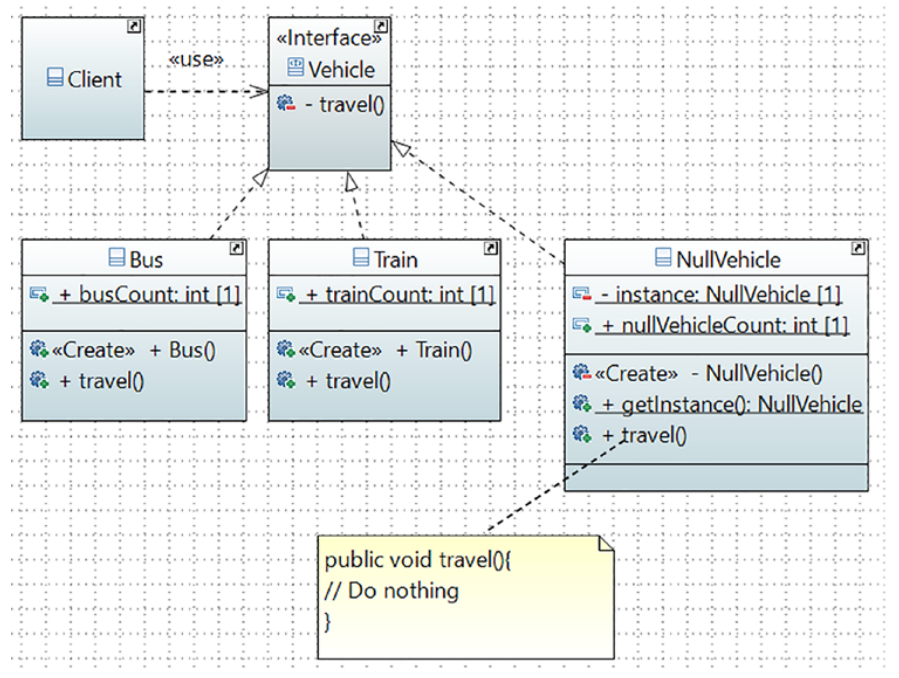 Client
«use»
«Interface»
Vehicle
- travel()
Bus
+ busCount: int [1]
«Create» + Bus()
+ travel()
Train
+ trainCount: int [1]
«Create» + Train()
+ travel()
NullVehicle
- instance: NullVehicle [1]
+ nullVehicleCount: int [1]
«Create» - NullVehicle()
+ getInstance(): NullVehicle
+ travel()
public void travel(){
// Do nothing
}